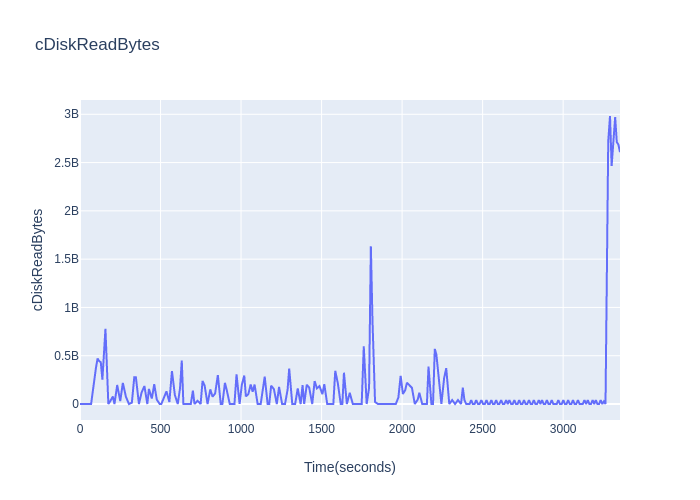 cDiskReadBytes
3B
2.5B
2B
1.5B
1B
0.5B
0
cDiskReadBytes
0 500 1000 1500 2000 2500 3000
Time(seconds)